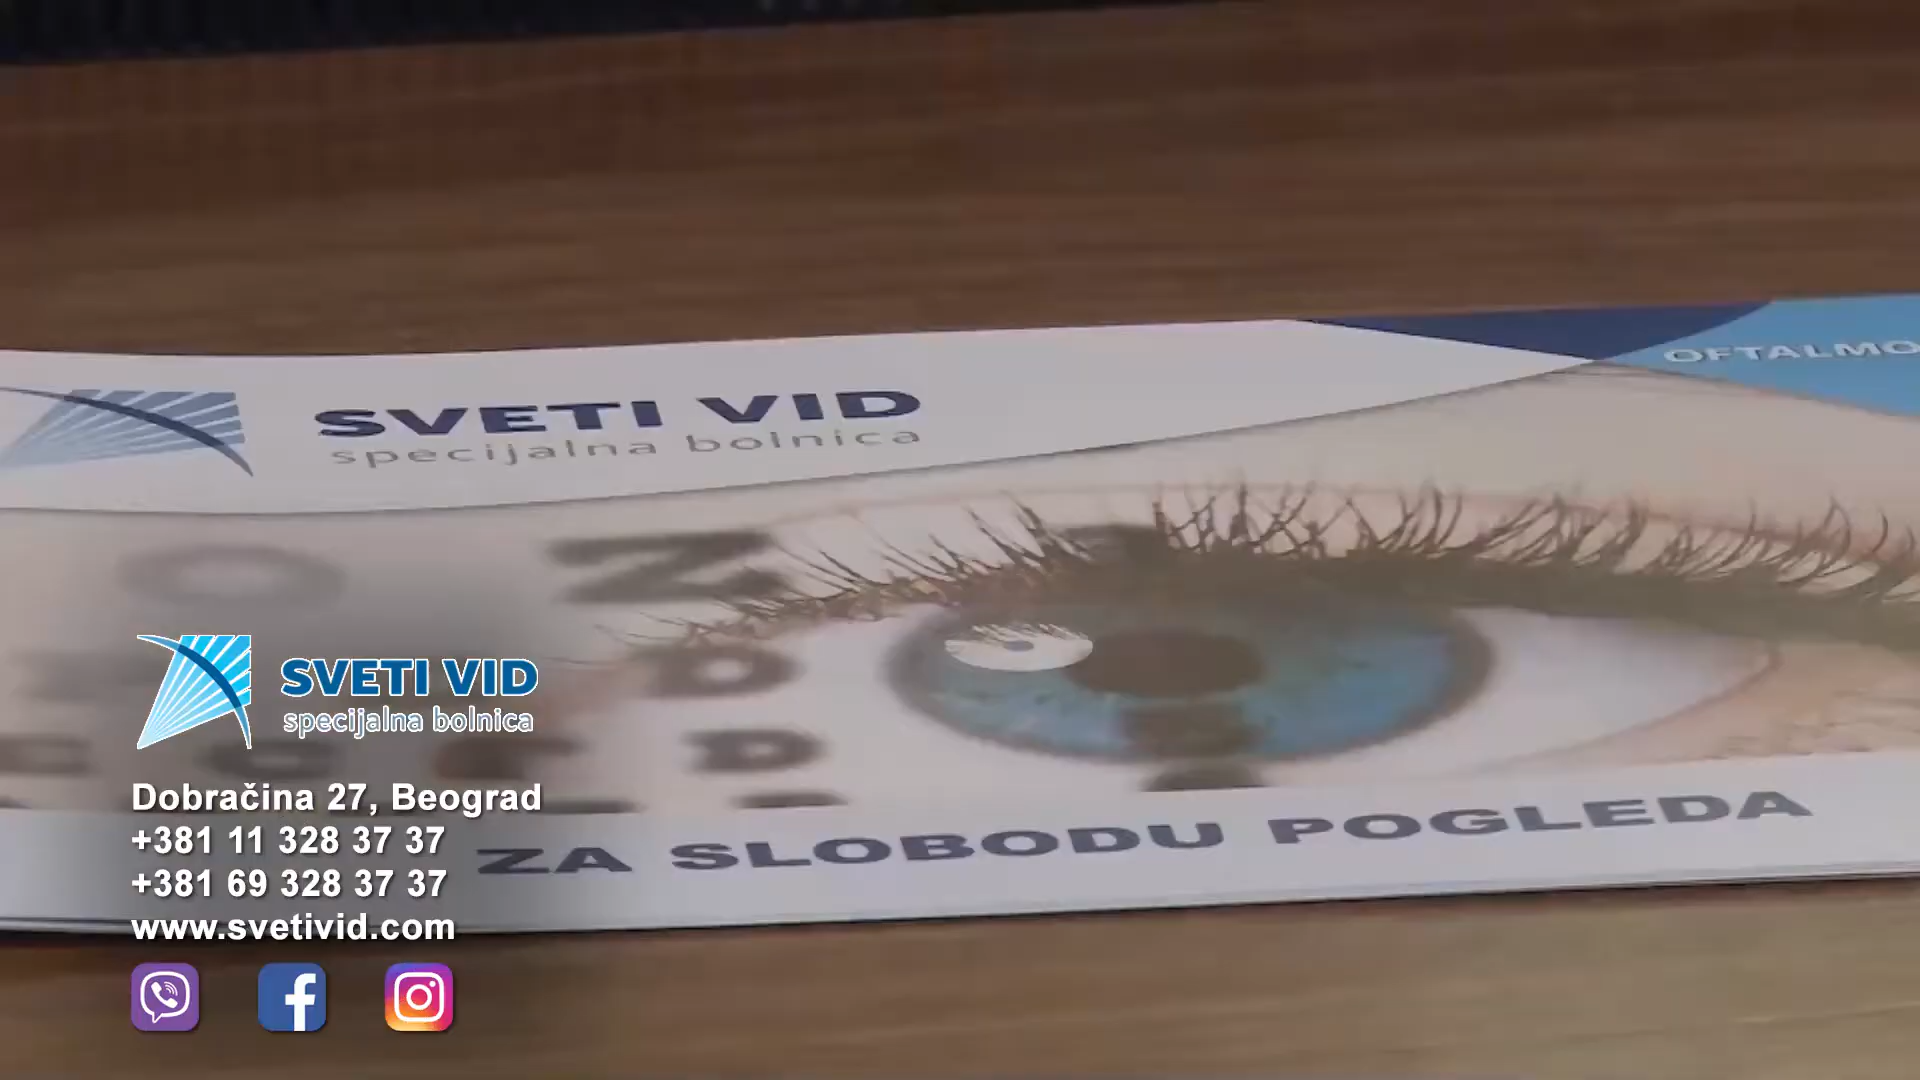 OFTALMO
SVETI VID
specijalna bolnica
O N
D
ZA SLOBODU POGLEDA
SVETI VID
specijalna bolnica
Dobračina 27, Beograd
+381 11 328 37 37
+381 69 328 37 37
www.svetivid.com